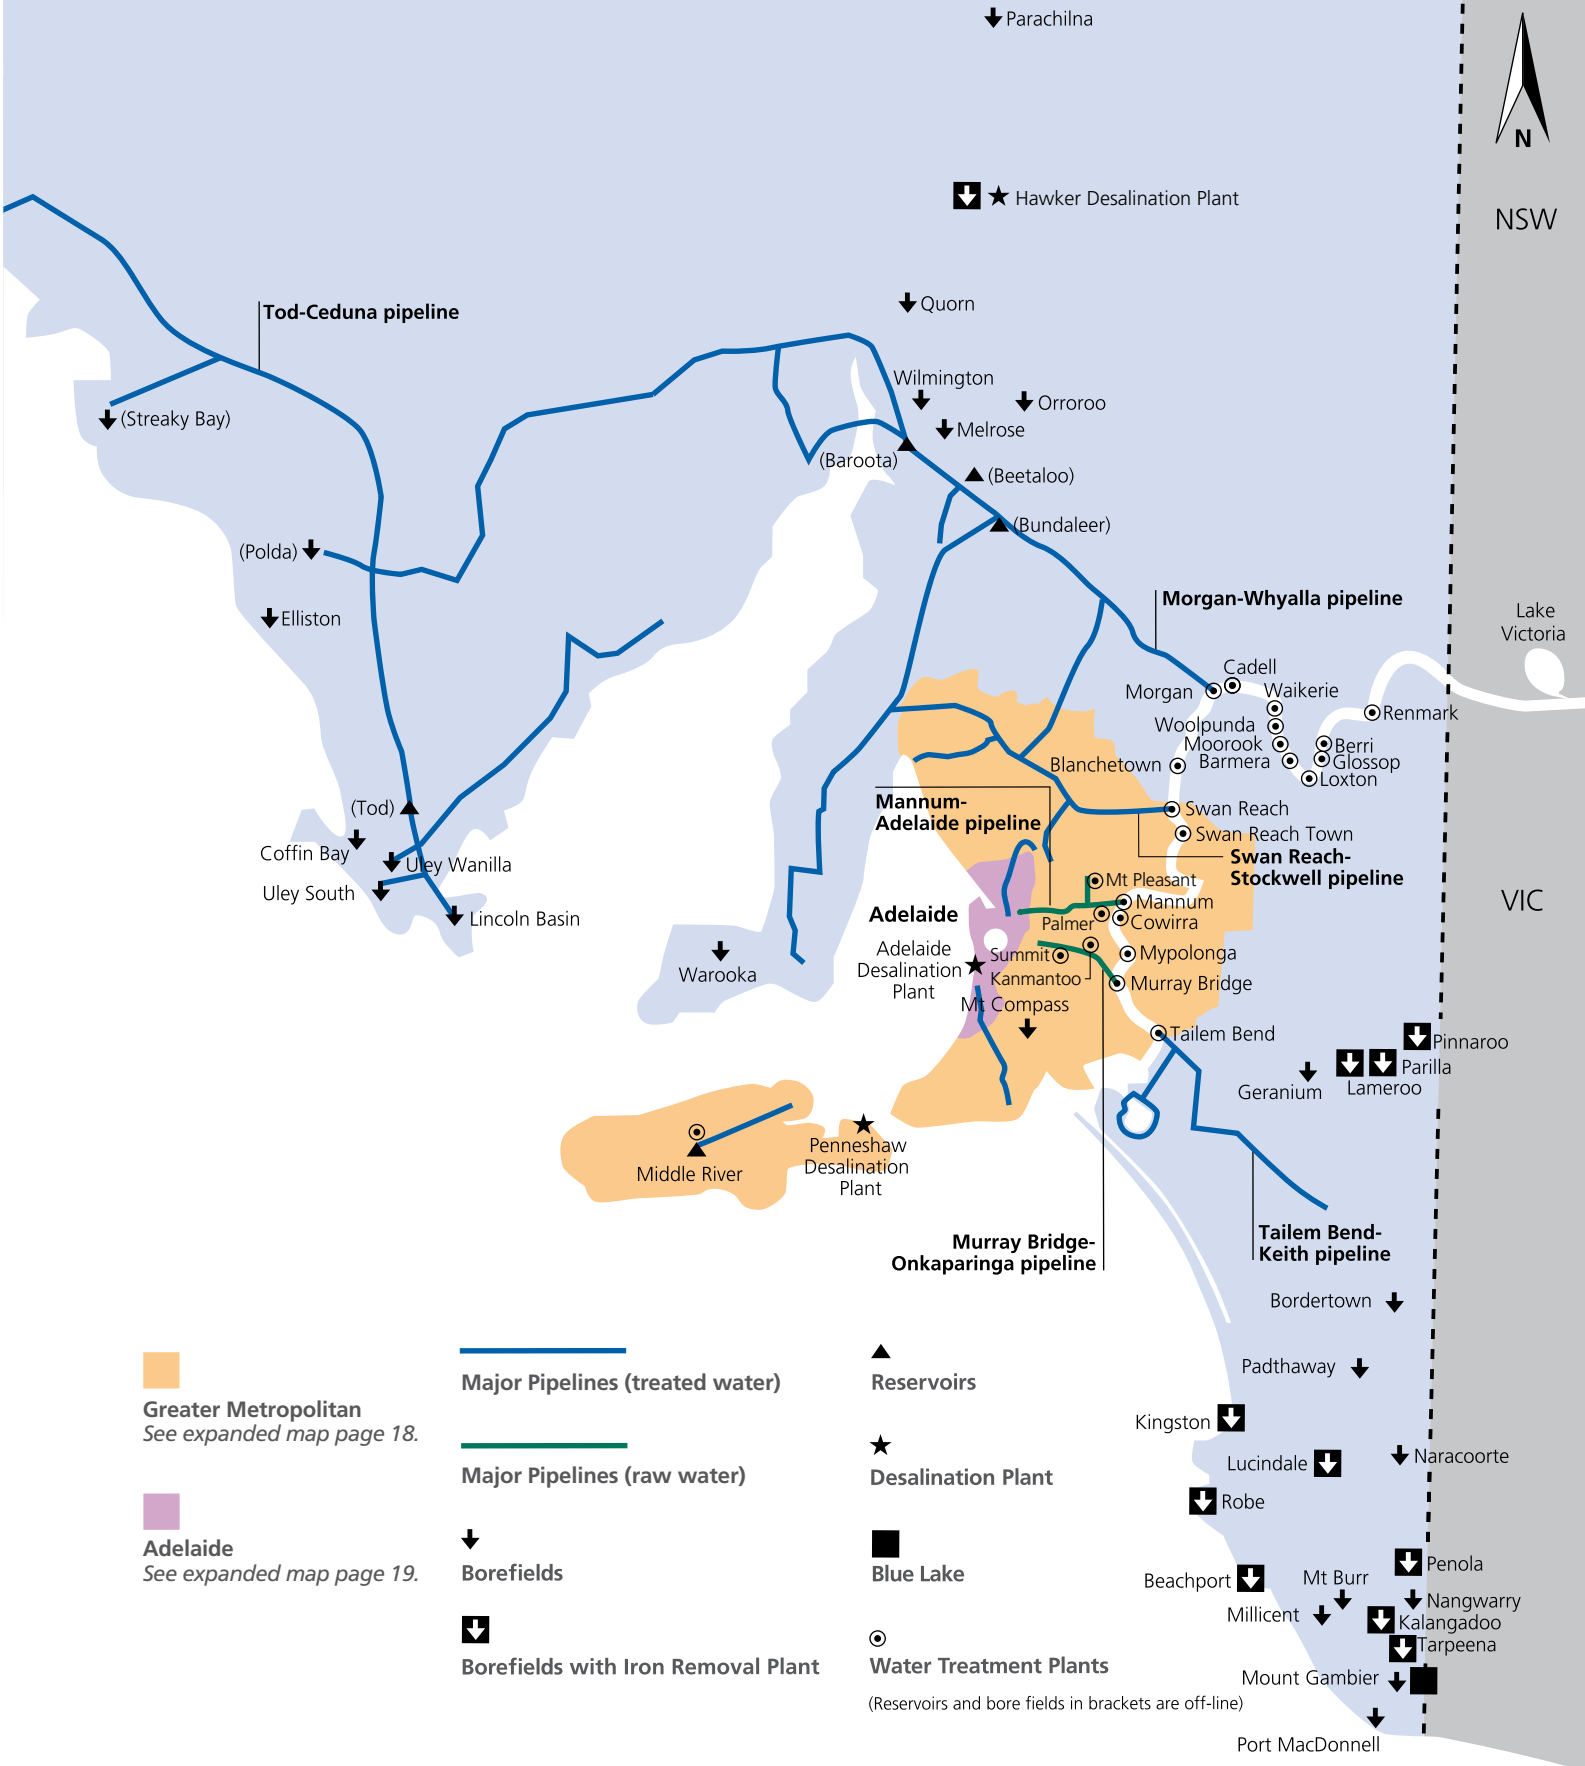 Parachilna
N
Hawker Desalination Plant
NSW
Quorn
Tod-Ceduna pipeline
Wilmington
Orroroo
(Streaky Bay)
Melrose
(Baroota)
(Beetaloo)
(Bundaleer)
(Polda)
Elliston
Morgan-Whyalla pipeline
Lake
Victoria
Cadell
Morgan
Waikerie
Renmark
Woolpunda
Moorook
Berri
Barmera
Glossop
Blanchetown
Loxton
Mannum-
Adelaide pipeline
(Tod)
Swan Reach
Swan Reach Town
Coffin Bay
Uley Wanilla
Swan Reach-
Stockwell pipeline
Uley South
Mt Pleasant
VIC
Mannum
Lincoln Basin
Adelaide
Palmer
Cowirra
Adelaide
Desalination
Plant
Summit
Mypolonga
Warooka
Kanmantoo
Murray Bridge
Mt Compass
Tailem Bend
Pinnaroo
Parilla
Geranium
Lameroo
Penneshaw
Desalination
Plant
Middle River
Murray Bridge-
Onkaparinga pipeline
Tailem Bend-
Keith pipeline
Bordertown
Padthaway
Kingston
Naracoorte
Lucindale
Robe
Penola
Beachport
Mt Burr
Nangwarry
Millicent
Kalangadoo
Tarpeena
Mount Gambier
Port MacDonnell
Greater Metropolitan
See expanded map page 18.
Adelaide
See expanded map page 19.
Major Pipelines (treated water)
Major Pipelines (raw water)
Borefields
Borefields with Iron Removal Plant
Reservoirs
Desalination Plant
Blue Lake
Water Treatment Plants
(Reservoirs and bore fields in brackets are off-line)